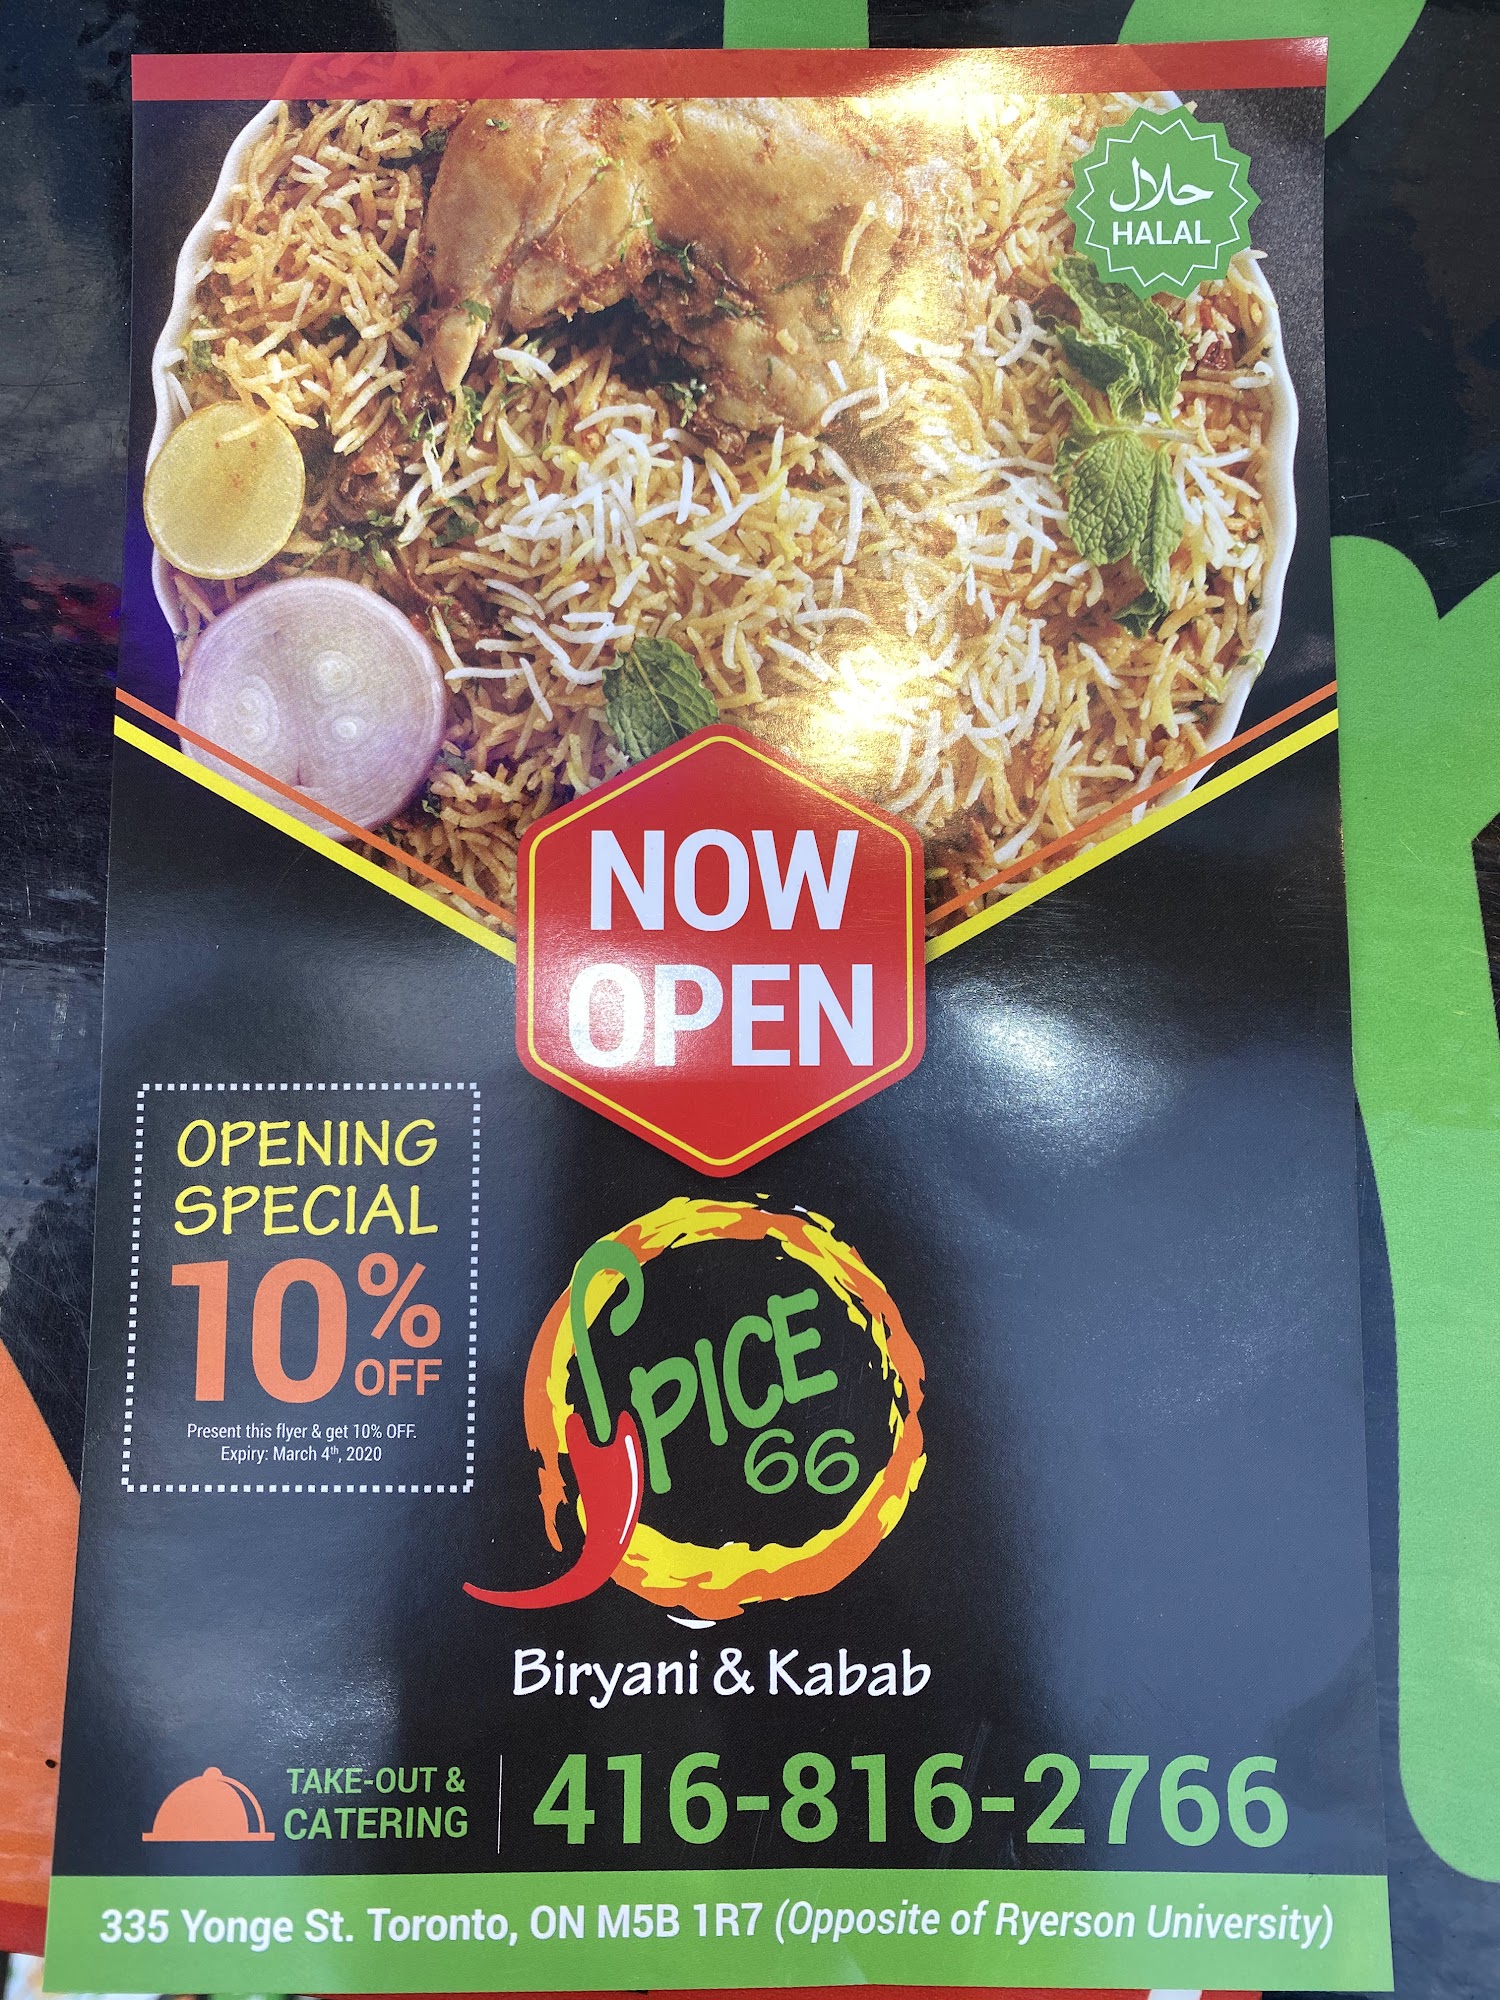 حلال
HALAL
NOW
OPEN
OPENING
SPECIAL
10%
OFF
Present this flyer & get 10% OFF.
Expiry: March 4th, 2020
SPICE
66
Biryani & Kabab
TAKE-OUT &
CATERING
416-816-2766
335 Yonge St. Toronto, ON M5B 1R7 (Opposite of Ryerson University)